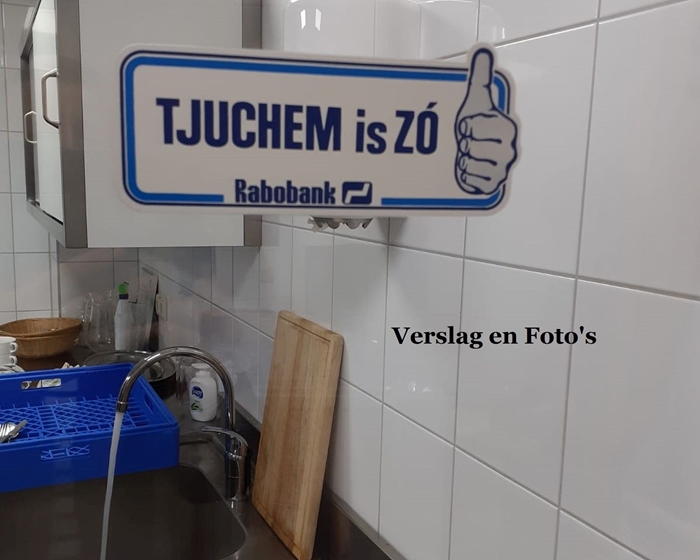 TJUCHEM is ZÓ
Rabobank
Verslag en Foto's